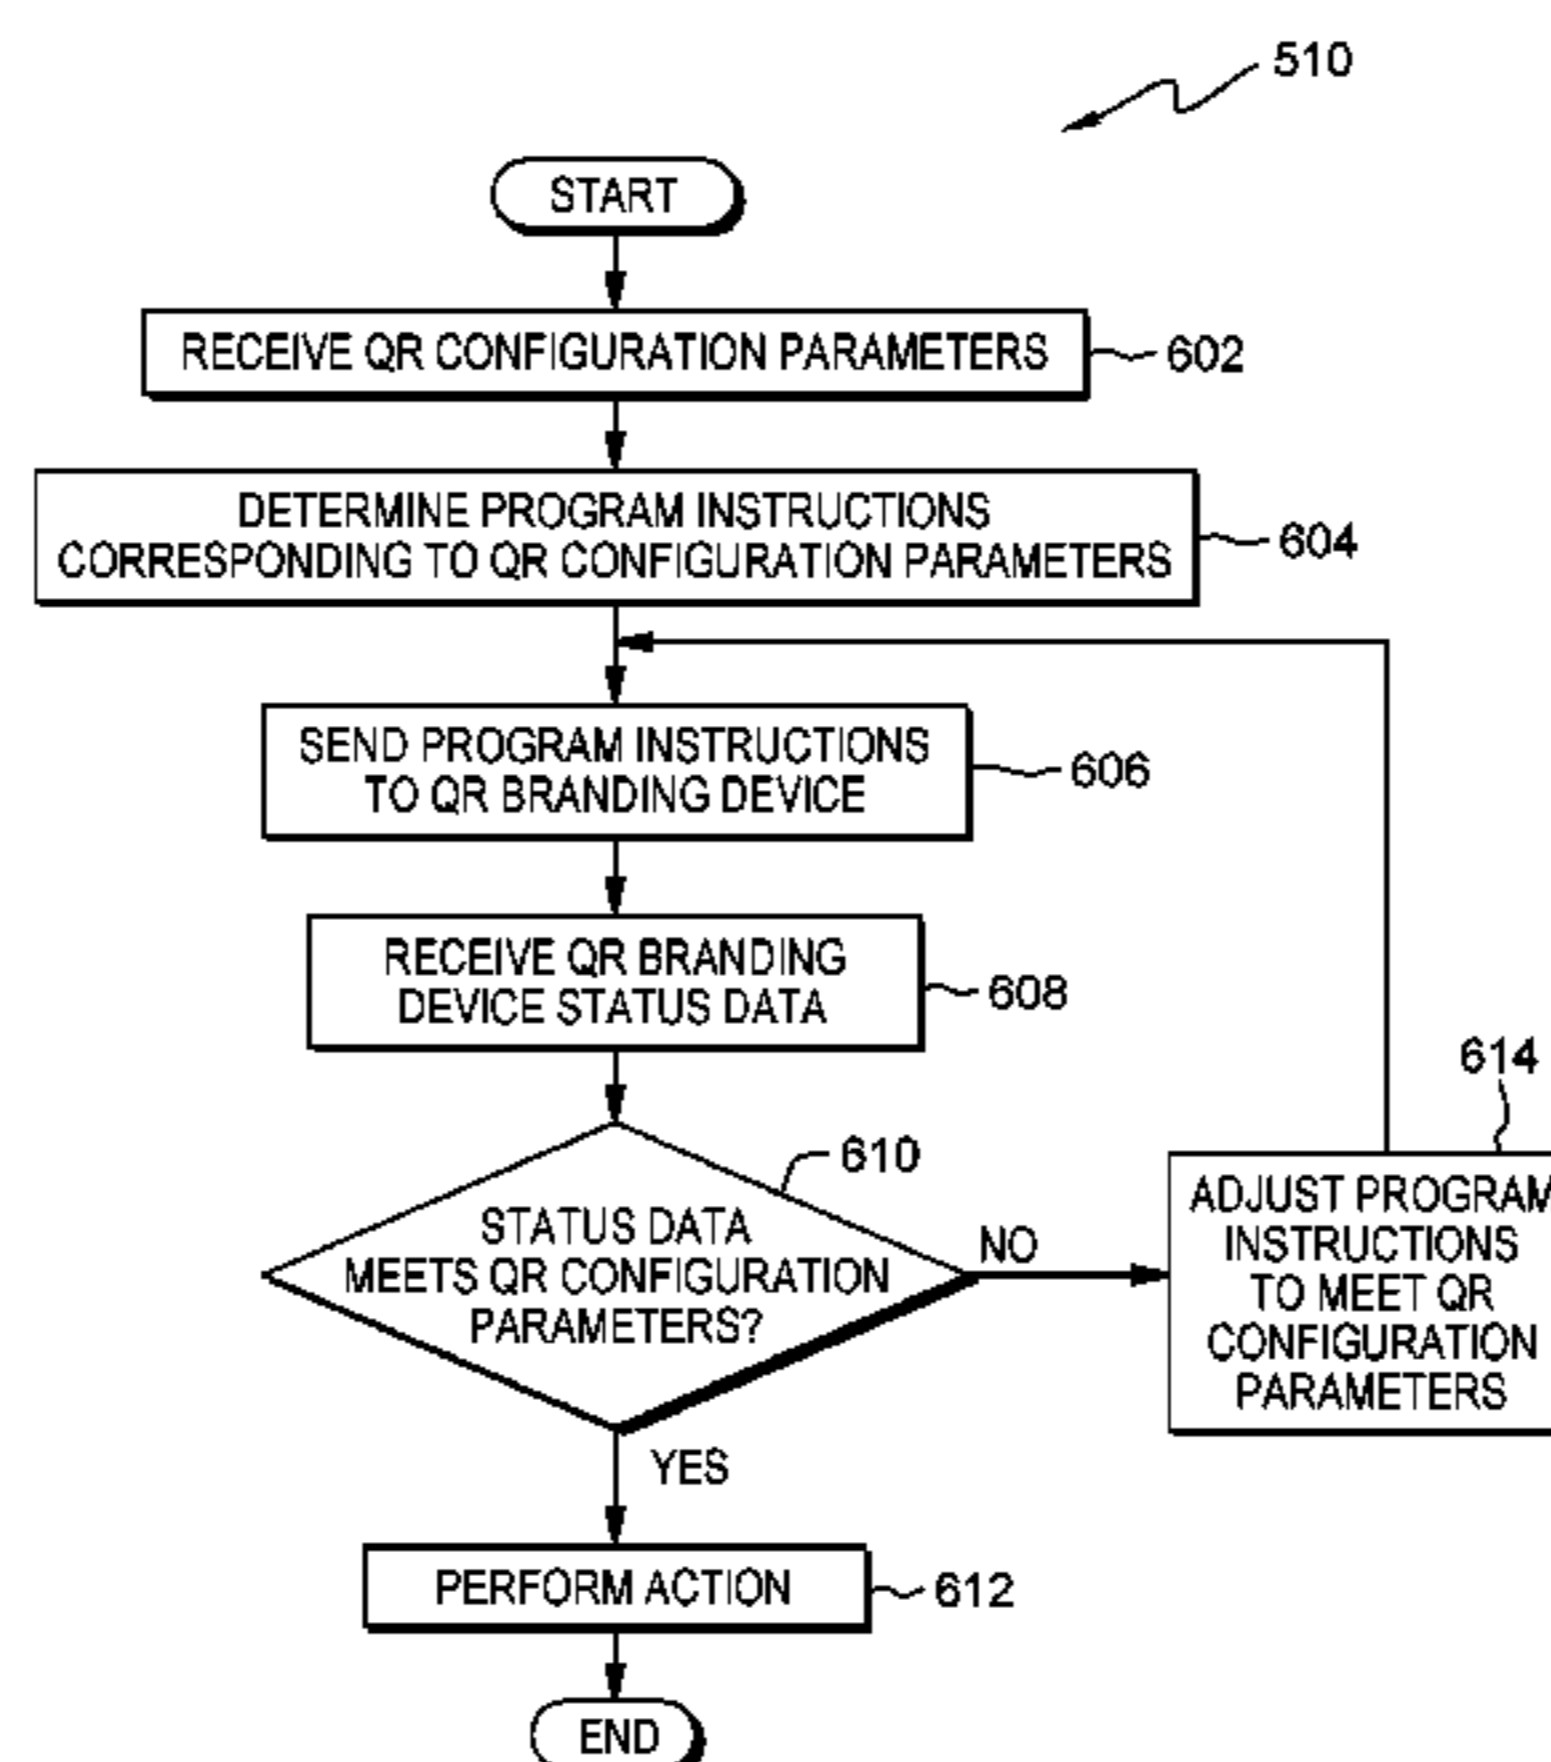 510
START
RECEIVE QR CONFIGURATION PARAMETERS
602
DETERMINE PROGRAM INSTRUCTIONS
CORRESPONDING TO QR CONFIGURATION PARAMETERS
604
SEND PROGRAM INSTRUCTIONS
TO QR BRANDING DEVICE
606
RECEIVE QR BRANDING
DEVICE STATUS DATA
608
610
STATUS DATA
MEETS QR CONFIGURATION
PARAMETERS?
NO
614
ADJUST PROGRAM
INSTRUCTIONS
TO MEET QR
CONFIGURATION
PARAMETERS
YES
PERFORM ACTION
612
END